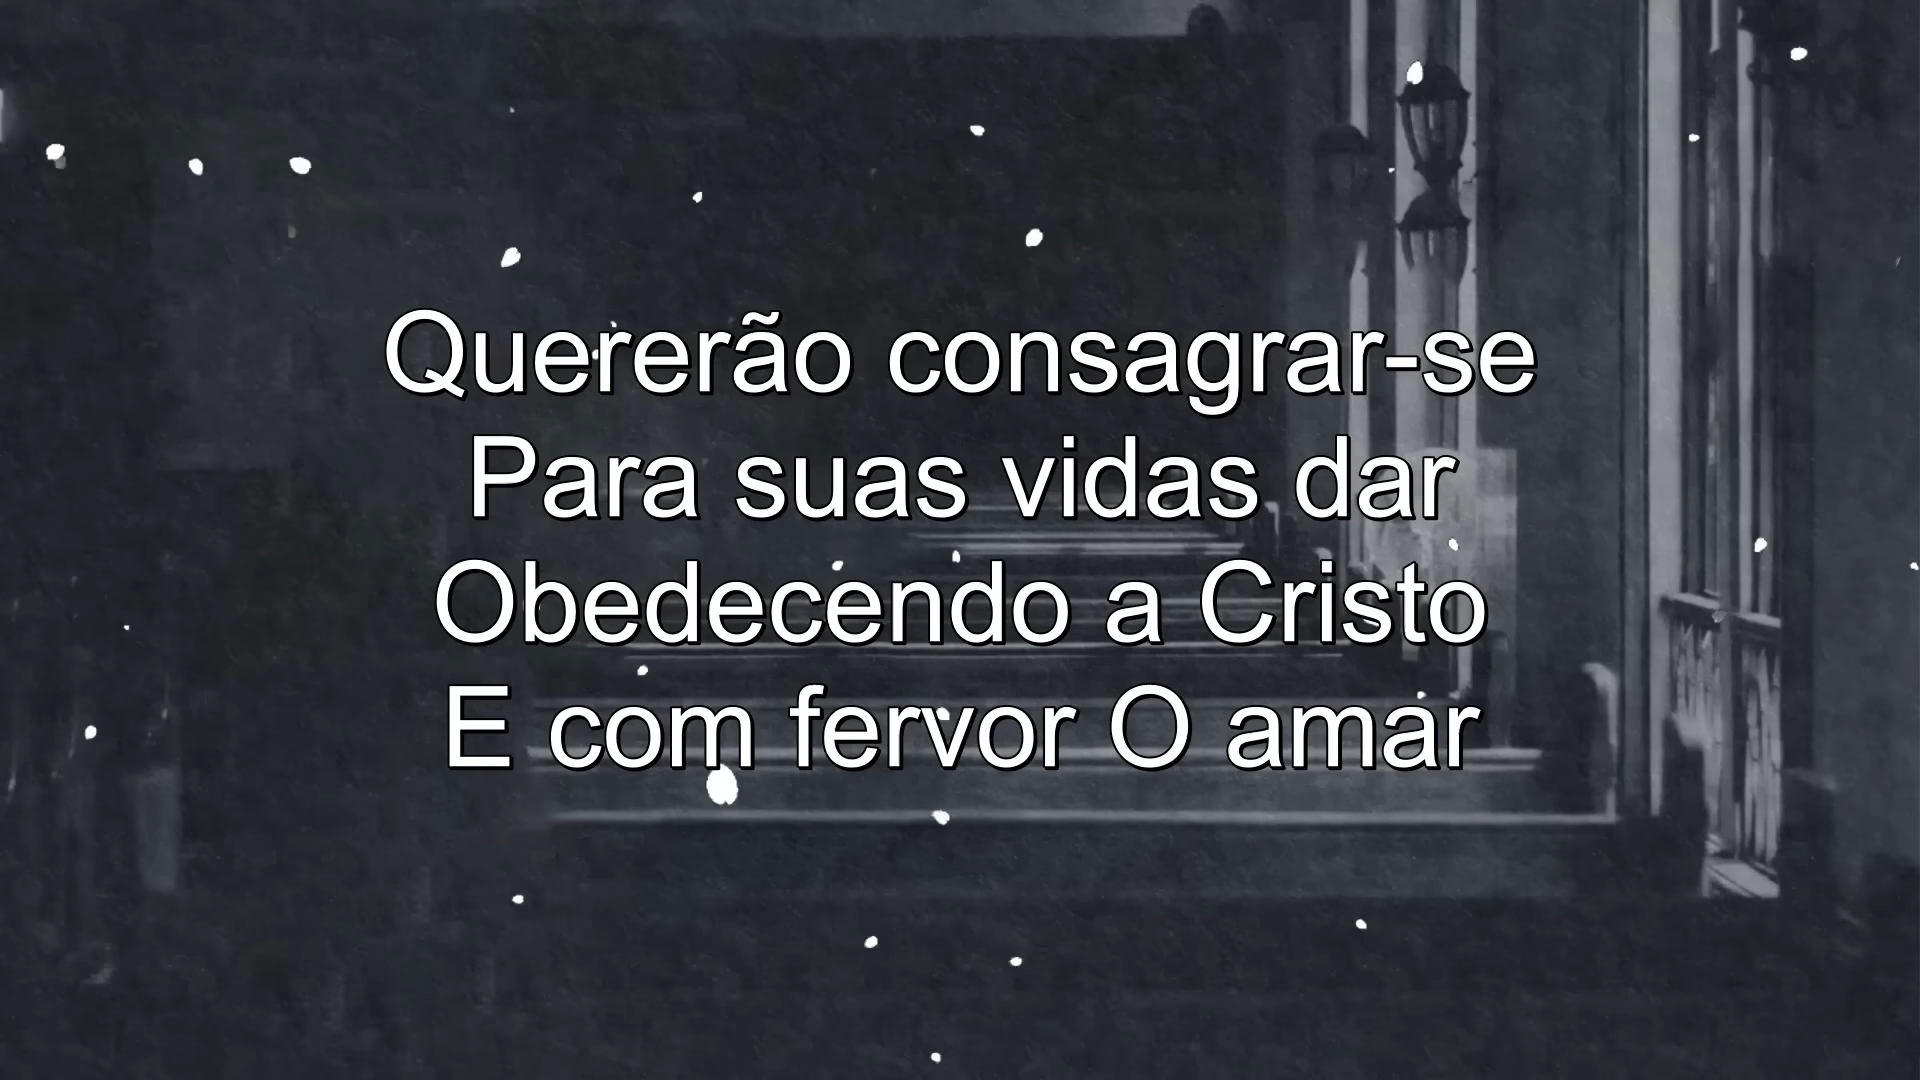 Quererão consagrar-se
Para suas vidas dar
Obedecendo a Cristo
E com fervor O amar